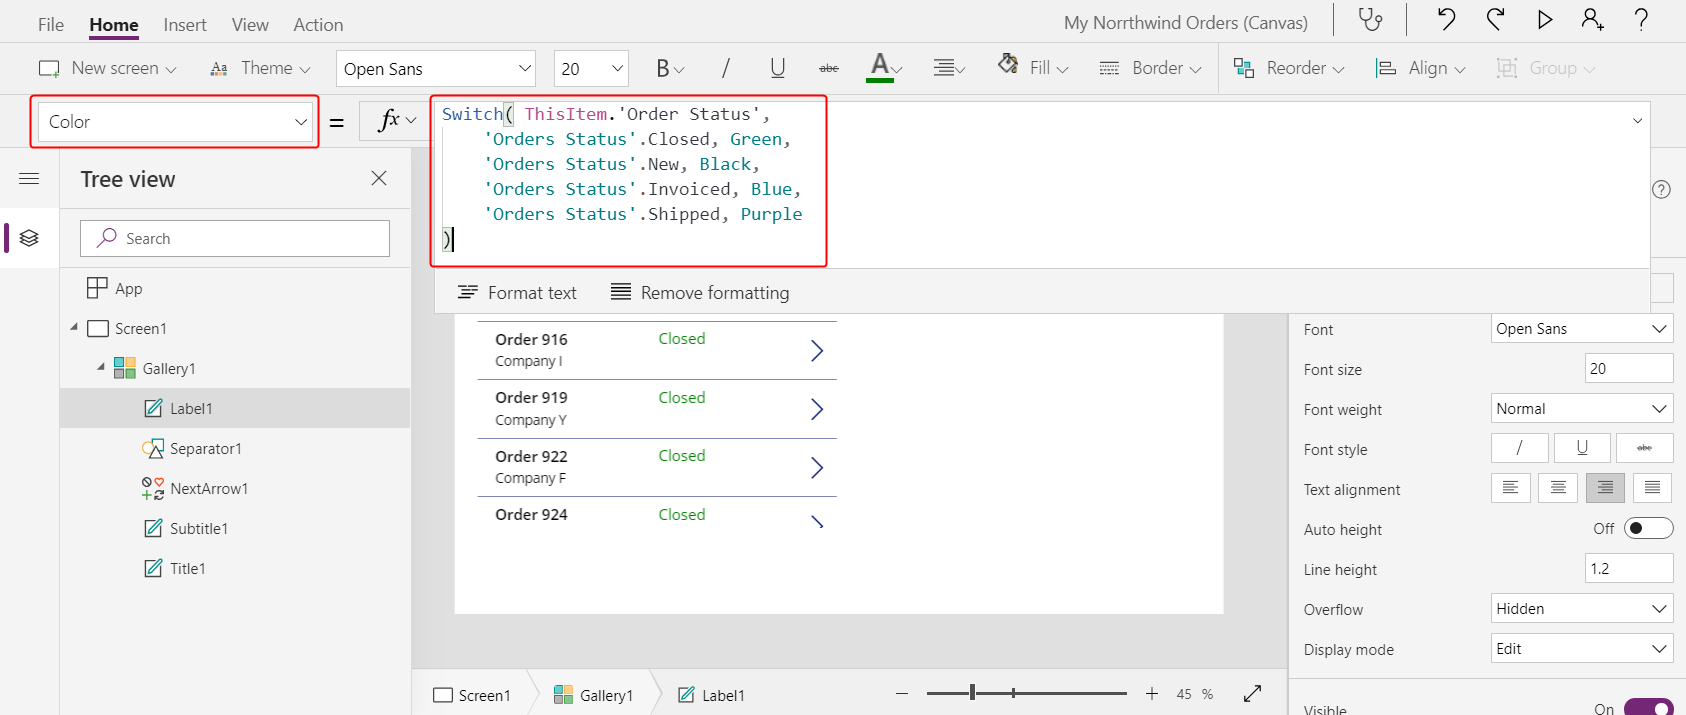 File Home Insert View Action My Norrthwind Orders (Canvas) ?
New screen Aa Theme Open Sans 20 B / U abc A Fill Border Reorder Align Group
Color = fx
Switch( ThisItem.'Order Status',
'Orders Status'.Closed, Green,
'Orders Status'.New, Black,
'Orders Status'.Invoiced, Blue,
'Orders Status'.Shipped, Purple
)
Format text Remove formatting
Tree view
Search
App
Screen1
Gallery1
Label1
Separator1
NextArrow1
Subtitle1
Title1
Order 916 Closed
Company I
Order 919 Closed
Company Y
Order 922 Closed
Company F
Order 924 Closed
?
Font Open Sans
Font size 20
Font weight Normal
Font style / U abc
Text alignment
Auto height Off
Line height 1.2
Overflow Hidden
Display mode Edit
Visible On
Screen1 Gallery1 Label1 − + 45 %